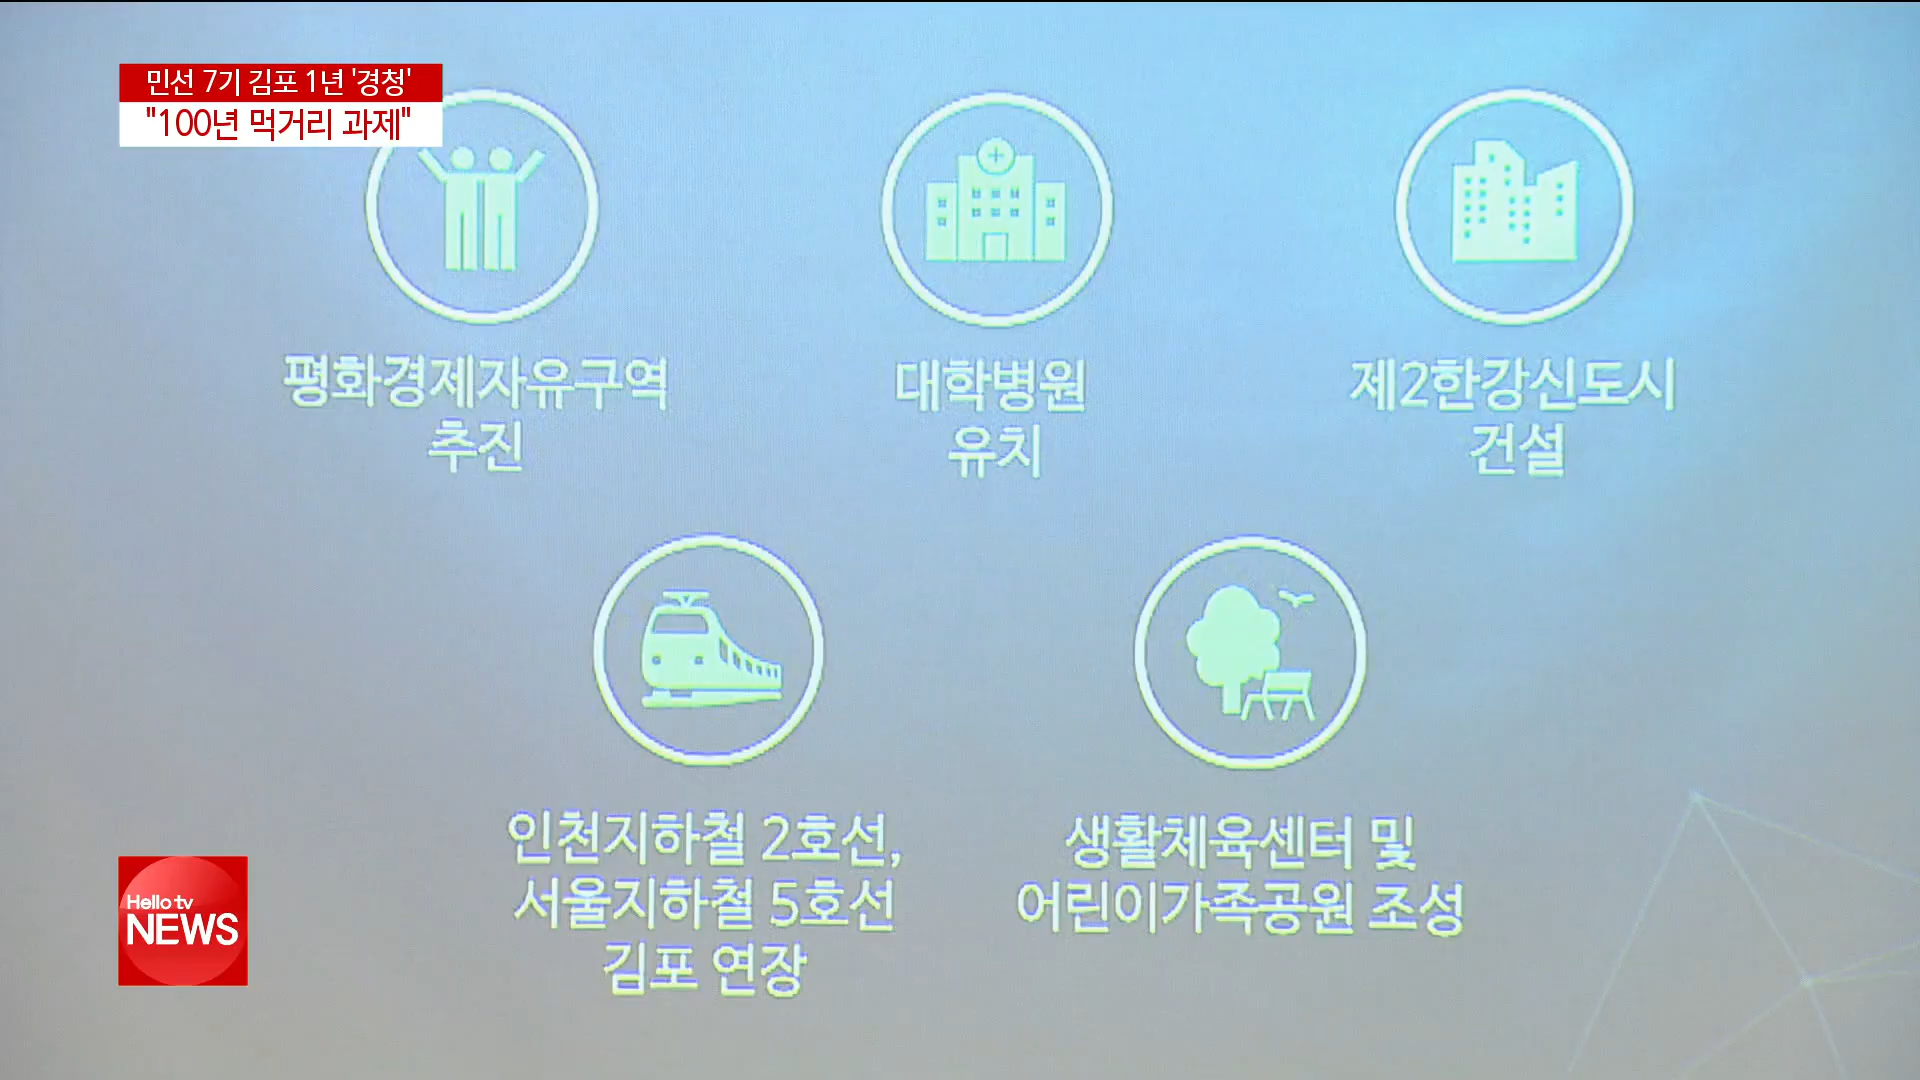 민선 7기 김포 1년 '경청'
"100년 먹거리 과제"
평화경제자유구역
추진
대학병원
유치
제2한강신도시
건설
인천지하철 2호선,
서울지하철 5호선
김포 연장
생활체육센터 및
어린이가족공원 조성
Hello tv
NEWS